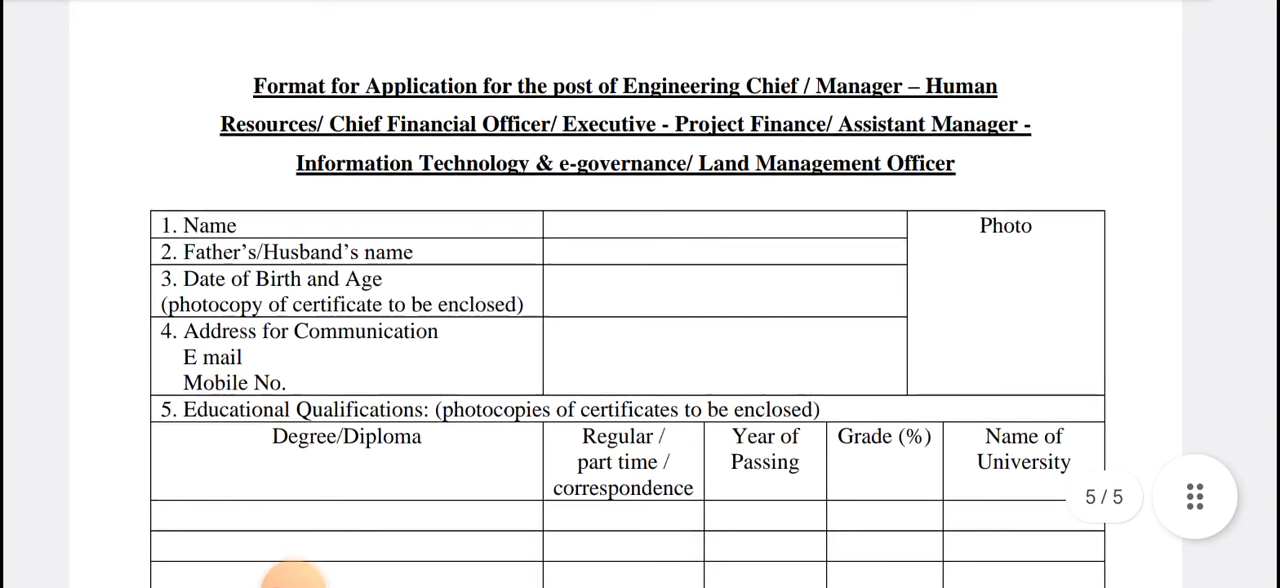 Format for Application for the post of Engineering Chief / Manager – Human
Resources/ Chief Financial Officer/ Executive - Project Finance/ Assistant Manager -
Information Technology & e-governance/ Land Management Officer
1. Name
Photo
2. Father’s/Husband’s name
3. Date of Birth and Age
(photocopy of certificate to be enclosed)
4. Address for Communication
E mail
Mobile No.
5. Educational Qualifications: (photocopies of certificates to be enclosed)
Degree/Diploma
Regular /
part time /
correspondence
Year of
Passing
Grade (%)
Name of
University
5 / 5